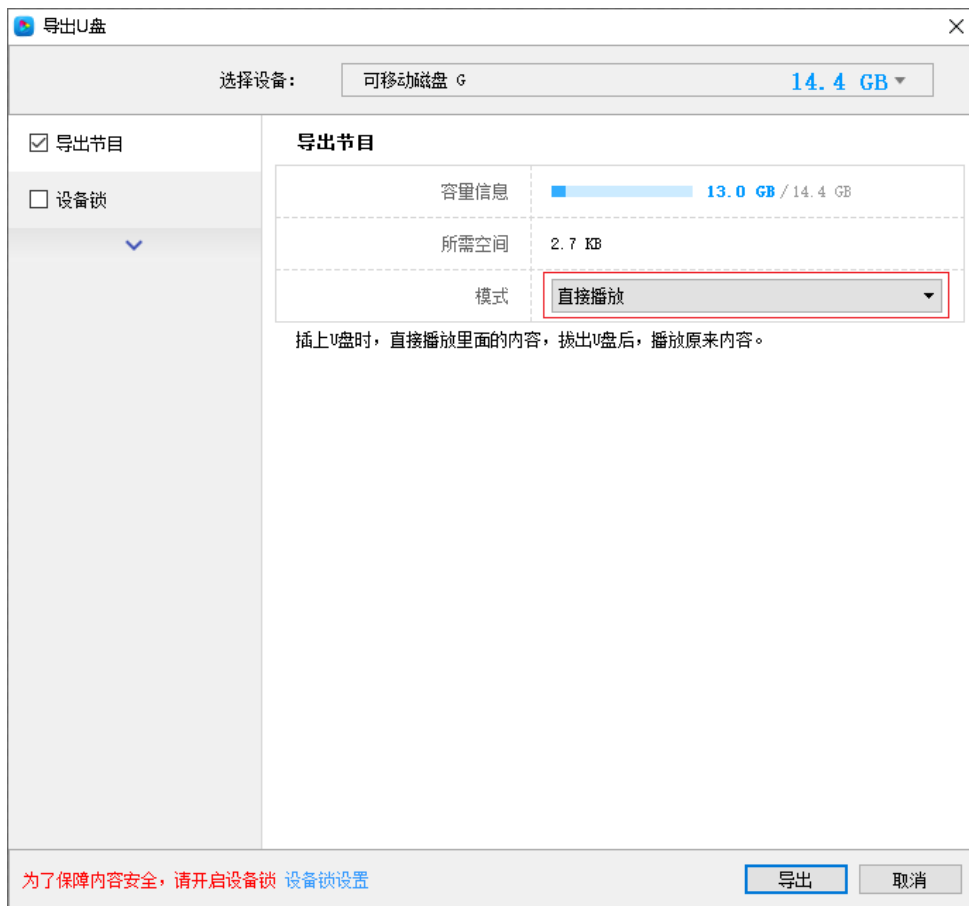 导出U盘
选择设备： 可移动磁盘 G 14.4 GB
导出节目
设备锁
导出节目
容量信息 13.0 GB/14.4 GB
所需空间 2.7 KB
模式 直接播放
插上U盘时，直接播放里面的内容，拔出U盘后，播放原来内容。
为了保障内容安全，请开启设备锁 设备锁设置 导出 取消